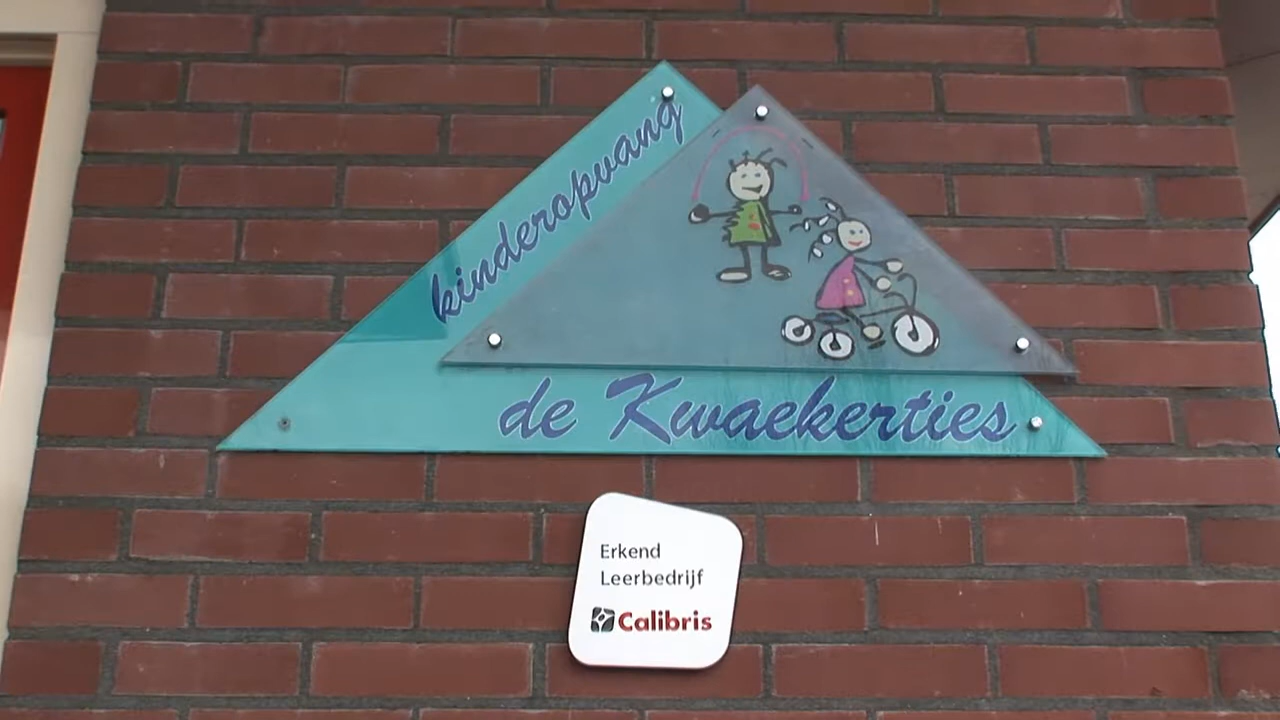 kinderopvang
de Kwaekerties
Erkend
Leerbedrijf
Calibris